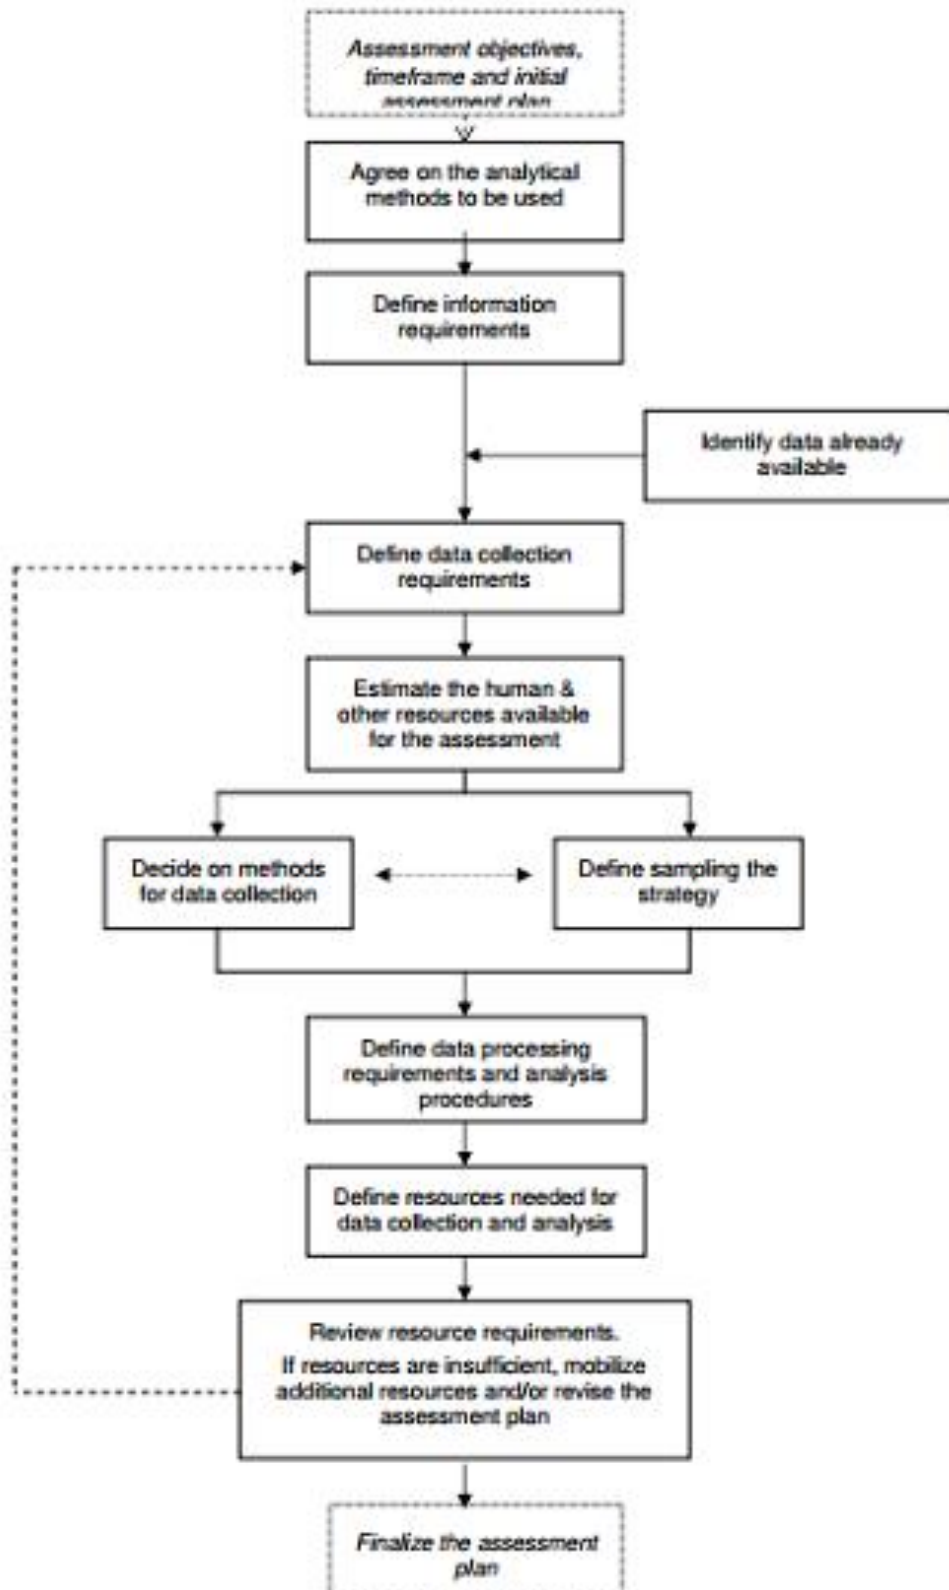 Assessment objectives,
timeframe and initial
assessment plan
Agree on the analytical
methods to be used
Define information
requirements
Identify data already
available
Define data collection
requirements
Estimate the human &
other resources available
for the assessment
Decide on methods
for data collection
Define sampling the
strategy
Define data processing
requirements and analysis
procedures
Define resources needed for
data collection and analysis
Review resource requirements.
If resources are insufficient, mobilize
additional resources and/or revise the
assessment plan
Finalize the assessment
plan